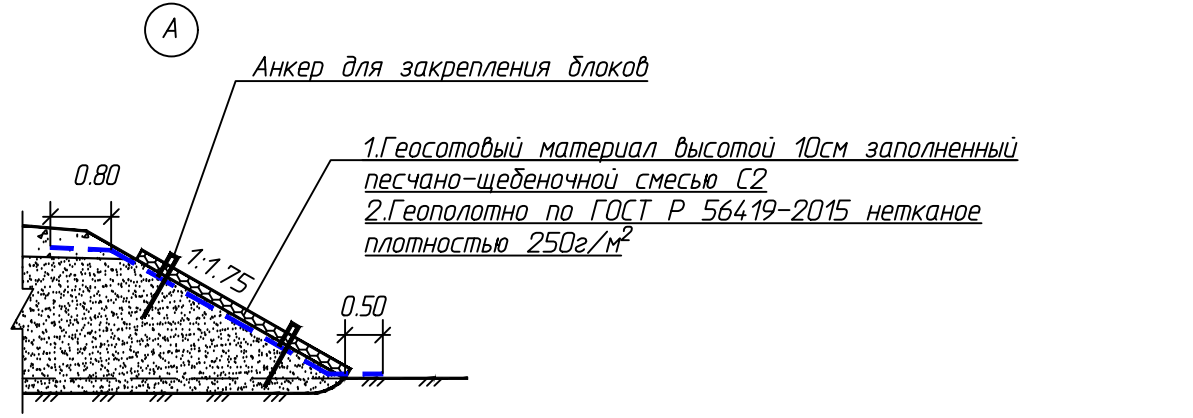 А
Анкер для закрепления блоков
1.Геосотовый материал высотой 10см заполненный
песчано-щебеночной смесью С2
2.Геополотно по ГОСТ Р 56419-2015 нетканое
плотностью 250г/м²
0.80
1:1.75
0.50